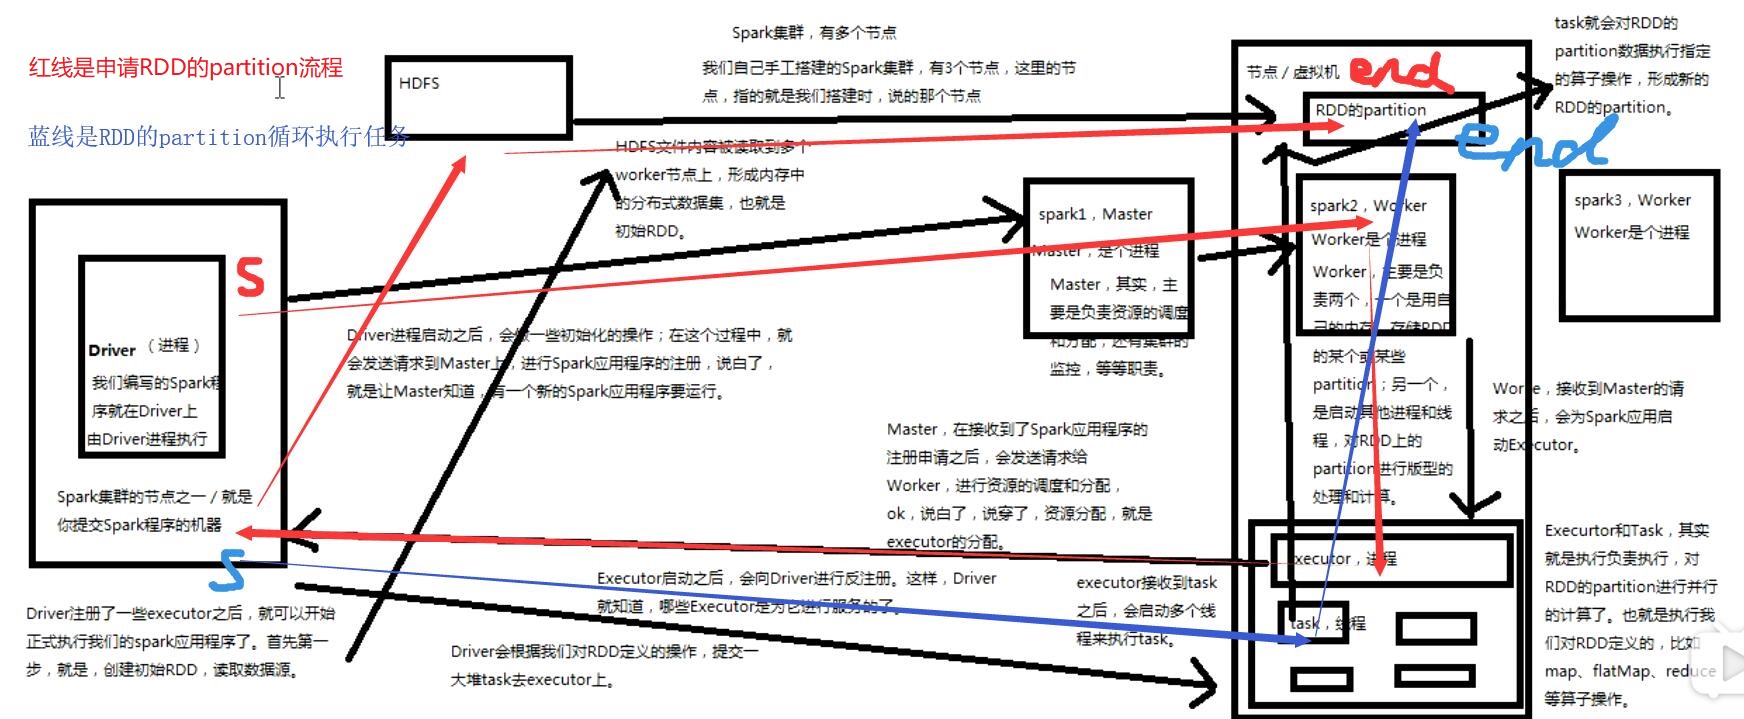 红线是申请RDD的partition流程
蓝线是RDD的partition循环执行任务
HDFS
Spark集群，有多个节点
我们自己手工搭建的Spark集群，有3个节点，这里的节
点，指的就是我们搭建时，说的那个节点
HDFS文件内容被读取到多个
worker节点上，形成内存中
的分布式数据集，也就是
初始RDD。
节点 / 虚拟机
end
RDD的partition
end
task就会对RDD的
partition数据执行指定
的算子操作，形成新的
RDD的partition。
S
Driver （进程）
我们编写的Spark程
序就在Driver上
由Driver进程执行
Spark集群的节点之一 / 就是
你提交Spark程序的机器
S
Driver注册了一些executor之后，就可以开始
正式执行我们的spark应用程序了。首先第一
步，就是，创建初始RDD，读取数据源。
Driver进程启动之后，会做一些初始化的操作；在这个过程中，就
会发送请求到Master上，进行Spark应用程序的注册，说白了，
就是让Master知道，有一个新的Spark应用程序要运行。
spark1，Master
Master，是个进程
Master，其实，主
要是负责资源的调度
和分配，还有集群的
监控，等等职责。
spark2，Worker
Worker是个进程
Worker，主要是负
责两个，一个是用自
己的内存，存储RDD
的某个或某些
partition；另一个，
是启动其他进程和线
程，对RDD上的
partition进行版型的
处理和计算。
spark3，Worker
Worker是个进程
Master，在接收到了Spark应用程序的
注册申请之后，会发送请求给
Worker，进行资源的调度和分配，
ok，说白了，说穿了，资源分配，就是
executor的分配。
，接收到Master的请
求之后，会为Spark应用启
动Executor。
Executor启动之后，会向Driver进行反注册。这样，Driver
就知道，哪些Executor是为它进行服务的了。
Driver会根据我们对RDD定义的操作，提交一
大堆task去executor上。
executor接收到task
之后，会启动多个线
程来执行task。
executor，进程
task，线程
Execurtor和Task，其实
就是执行负责执行，对
RDD的partition进行并行
的计算了。也就是执行我
们对RDD定义的，比如
map、flatMap、reduce
等算子操作。